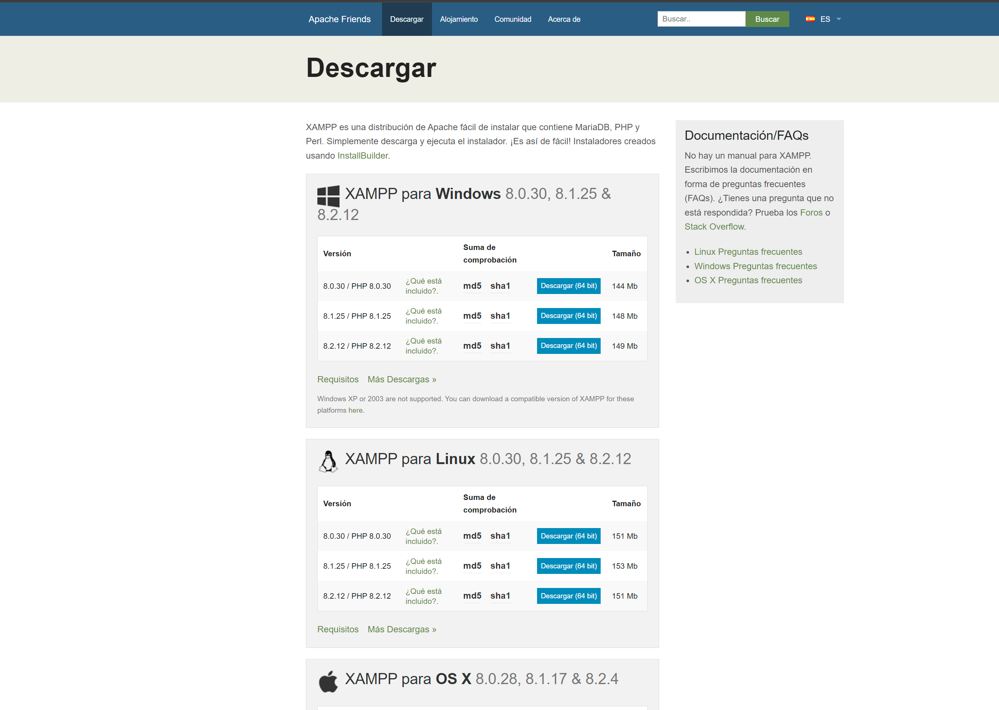 Apache Friends Descargar Alojamiento Comunidad Acerca de Buscar.. Buscar ES
Descargar
XAMPP es una distribución de Apache fácil de instalar que contiene MariaDB, PHP y
Perl. Simplemente descarga y ejecuta el instalador. ¡Es así de fácil! Instaladores creados
usando InstallBuilder.
XAMPP para Windows 8.0.30, 8.1.25 &
8.2.12
Versión Suma de comprobación Tamaño
8.0.30 / PHP 8.0.30 ¿Qué está incluido?. md5 sha1 Descargar (64 bit) 144 Mb
8.1.25 / PHP 8.1.25 ¿Qué está incluido?. md5 sha1 Descargar (64 bit) 148 Mb
8.2.12 / PHP 8.2.12 ¿Qué está incluido?. md5 sha1 Descargar (64 bit) 149 Mb
Requisitos Más Descargas »
Windows XP or 2003 are not supported. You can download a compatible version of XAMPP for these
platforms here.
XAMPP para Linux 8.0.30, 8.1.25 & 8.2.12
Versión Suma de comprobación Tamaño
8.0.30 / PHP 8.0.30 ¿Qué está incluido?. md5 sha1 Descargar (64 bit) 151 Mb
8.1.25 / PHP 8.1.25 ¿Qué está incluido?. md5 sha1 Descargar (64 bit) 153 Mb
8.2.12 / PHP 8.2.12 ¿Qué está incluido?. md5 sha1 Descargar (64 bit) 151 Mb
Requisitos Más Descargas »
XAMPP para OS X 8.0.28, 8.1.17 & 8.2.4
Documentación/FAQs
No hay un manual para XAMPP.
Escribimos la documentación en
forma de preguntas frecuentes
(FAQs). ¿Tienes una pregunta que no
está respondida? Prueba los Foros o
Stack Overflow.
• Linux Preguntas frecuentes
• Windows Preguntas frecuentes
• OS X Preguntas frecuentes